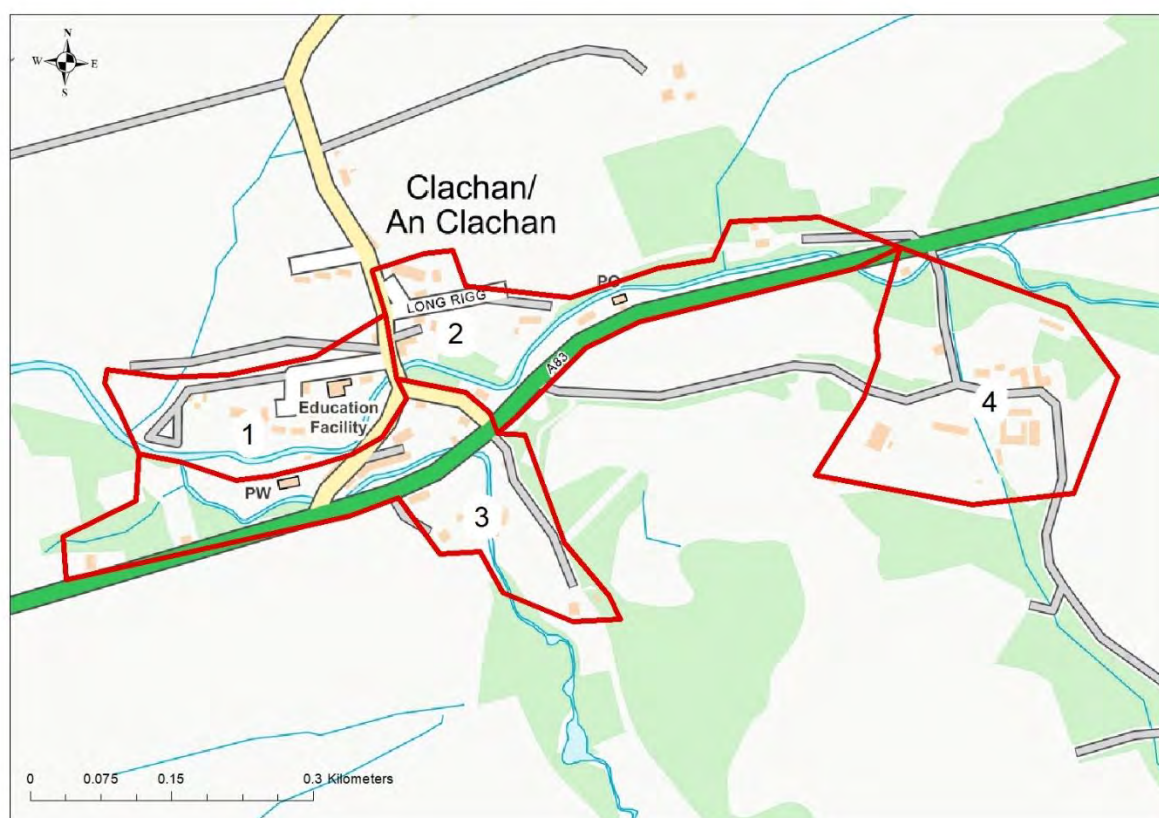 N
W E
S
Clachan/
An Clachan
PO
LONG RIGG
2
A83
Education
Facility
1
4
PW
3
0 0.075 0.15 0.3 Kilometers